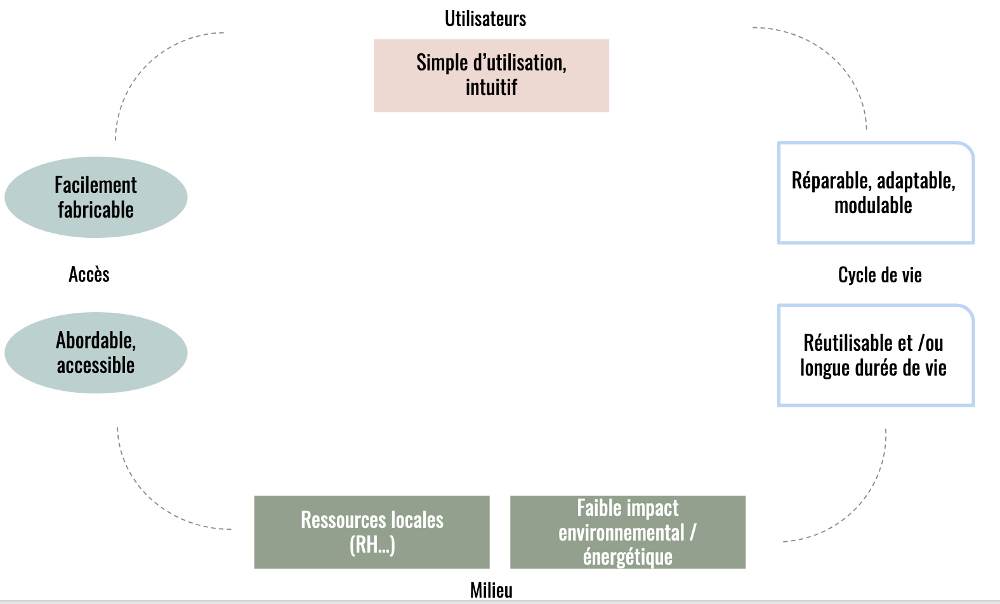 Utilisateurs
Simple d’utilisation,
intuitif
Facilement
fabricable
Accès
Abordable,
accessible
Réparable, adaptable,
modulable
Cycle de vie
Réutilisable et /ou
longue durée de vie
Ressources locales
(RH...)
Faible impact
environnemental /
énergétique
Milieu